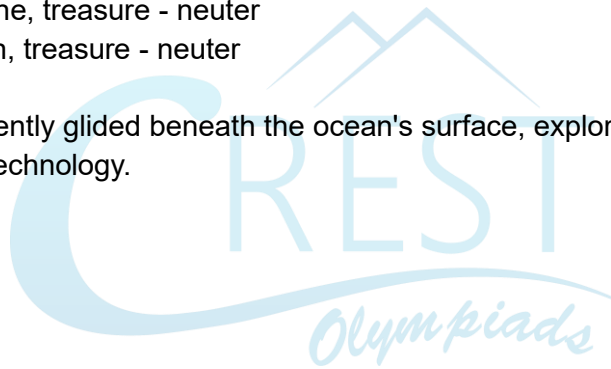 ne, treasure - neuter
n, treasure - neuter
ently glided beneath the ocean's surface, explor
echnology.
CREST
Olympiads